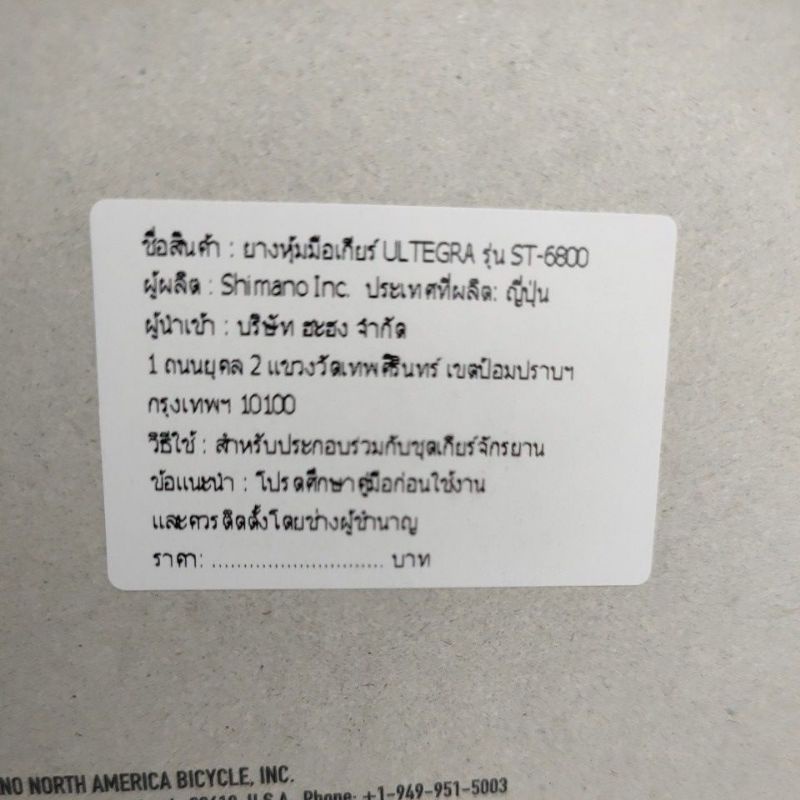 ชื่อสินค้า : ยางหุ้มมือเกียร์ ULTEGRA รุ่น ST-6800
ผู้ผลิต : Shimano Inc. ประเทศที่ผลิต: ญี่ปุ่น
ผู้นำเข้า : บริษัท ฮะฮง จำกัด
1 ถนนยุคล 2 แขวงวัดเทพศิรินทร์ เขตป้อมปราบฯ
กรุงเทพฯ 10100
วิธีใช้ : สำหรับประกอบร่วมกับชุดเกียร์จักรยาน
ข้อแนะนำ : โปรดศึกษาคู่มือก่อนใช้งาน
และควรติดตั้งโดยช่างผู้ชำนาญ
ราคา: ............................ บาท
NO NORTH AMERICA BICYCLE, INC.
U.S.A. Phone: +1-949-951-5003